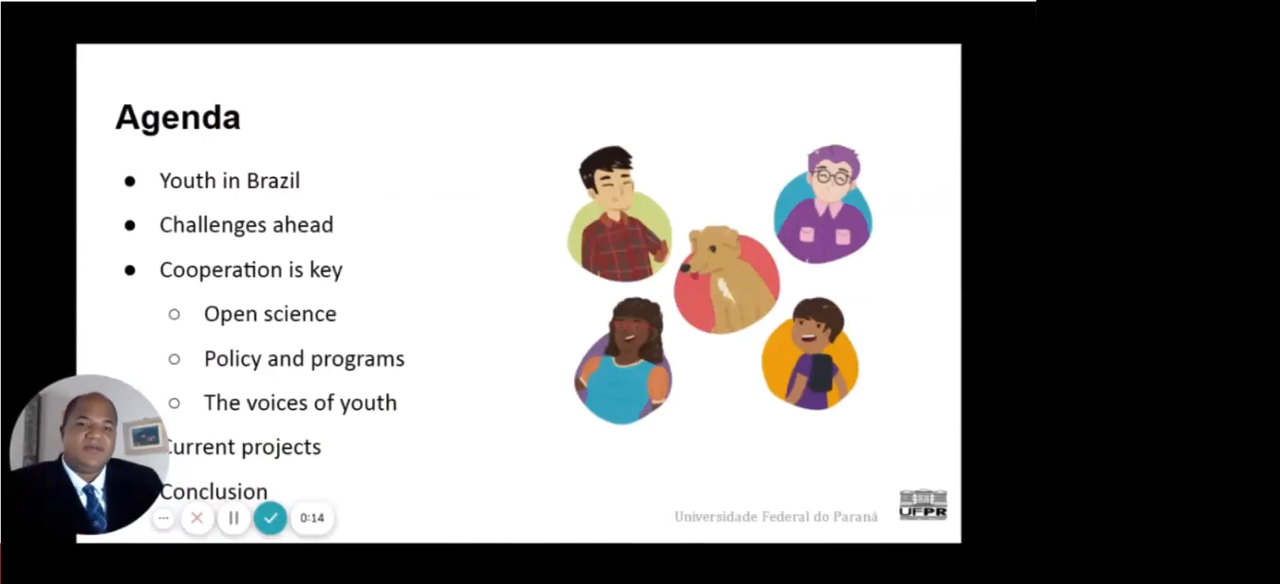 Agenda
● Youth in Brazil
● Challenges ahead
● Cooperation is key
○ Open science
○ Policy and programs
○ The voices of youth
Current projects
Conclusion
0:14
Universidade Federal do Paraná
UFPR